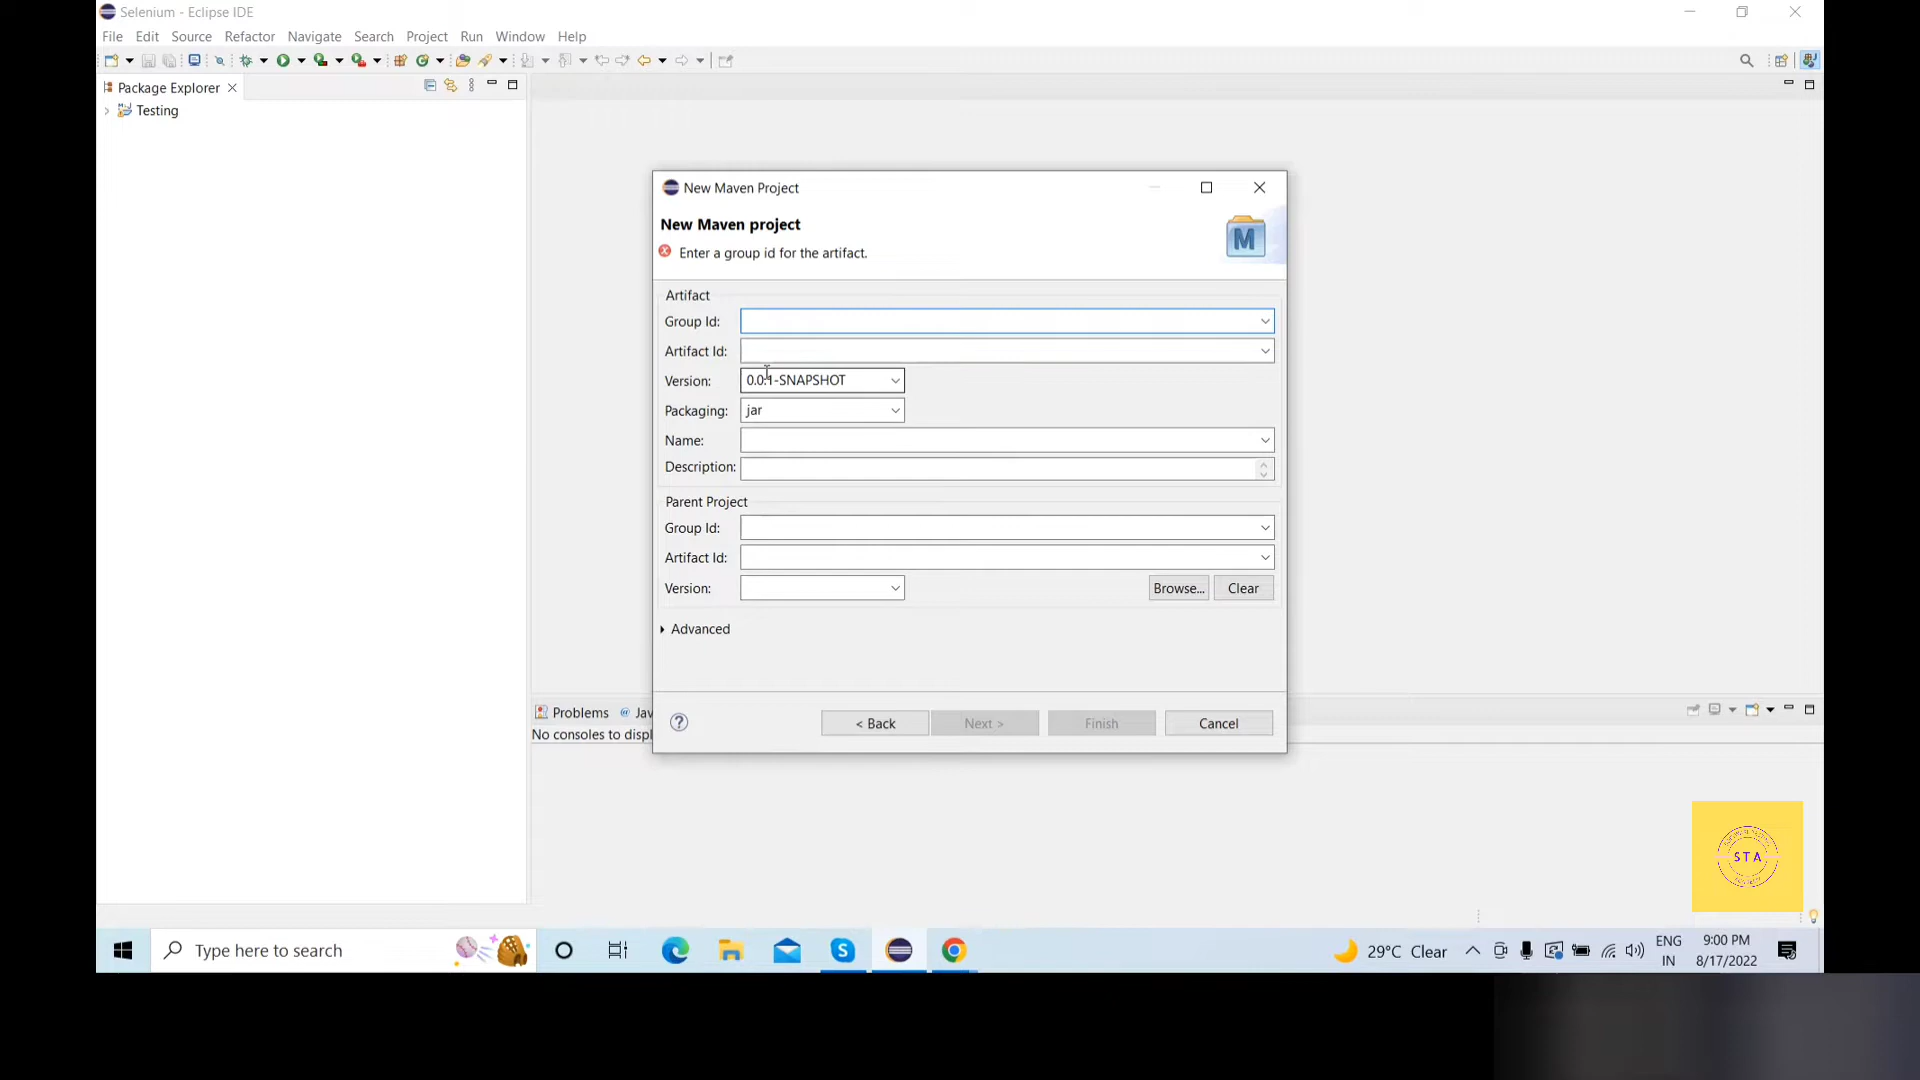 Selenium - Eclipse IDE
File Edit Source Refactor Navigate Search Project Run Window Help
Package Explorer
Testing
New Maven Project
New Maven project
Enter a group id for the artifact.
M
Artifact
Group Id:
Artifact Id:
Version: 0.0.1-SNAPSHOT
Packaging: jar
Name:
Description:
Parent Project
Group Id:
Artifact Id:
Version: Browse... Clear
Advanced
Problems @ Jav
No consoles to displ
? < Back Next > Finish Cancel
STA
Type here to search
29°C Clear
ENG
IN
9:00 PM
8/17/2022